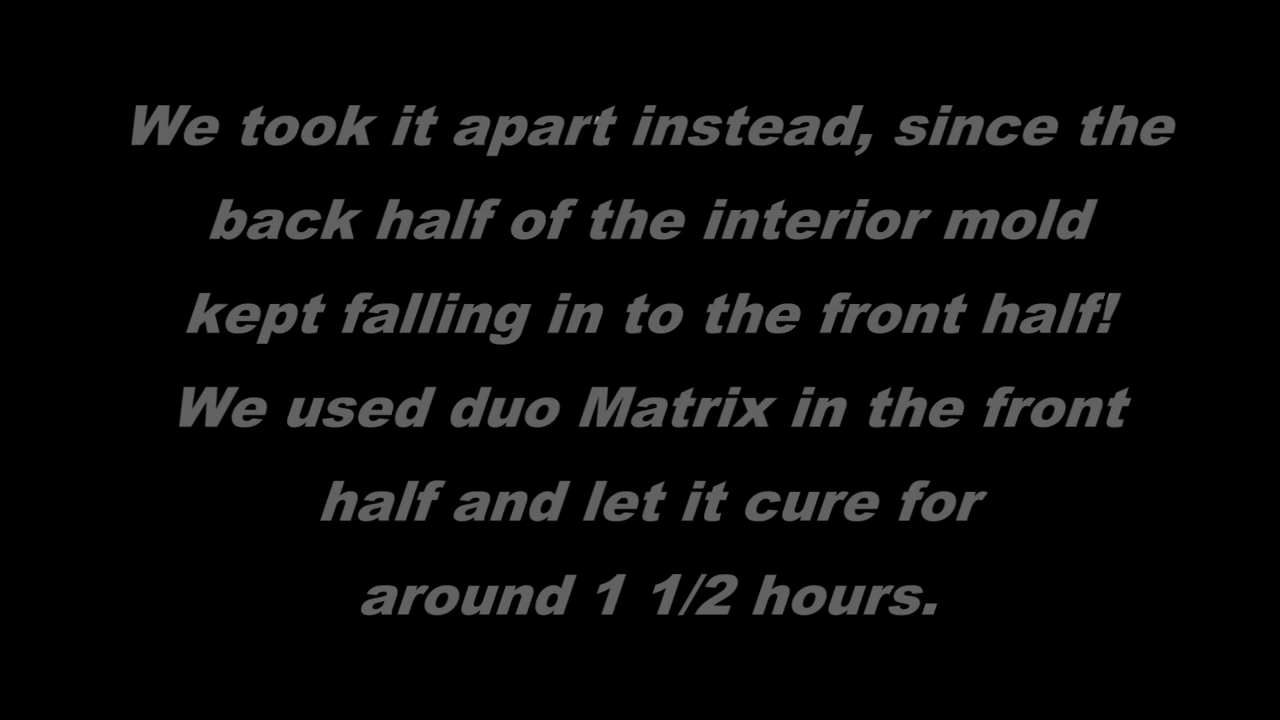 We took it apart instead, since the
back half of the interior mold
kept falling in to the front half!
We used duo Matrix in the front
half and let it cure for
around 1 1/2 hours.